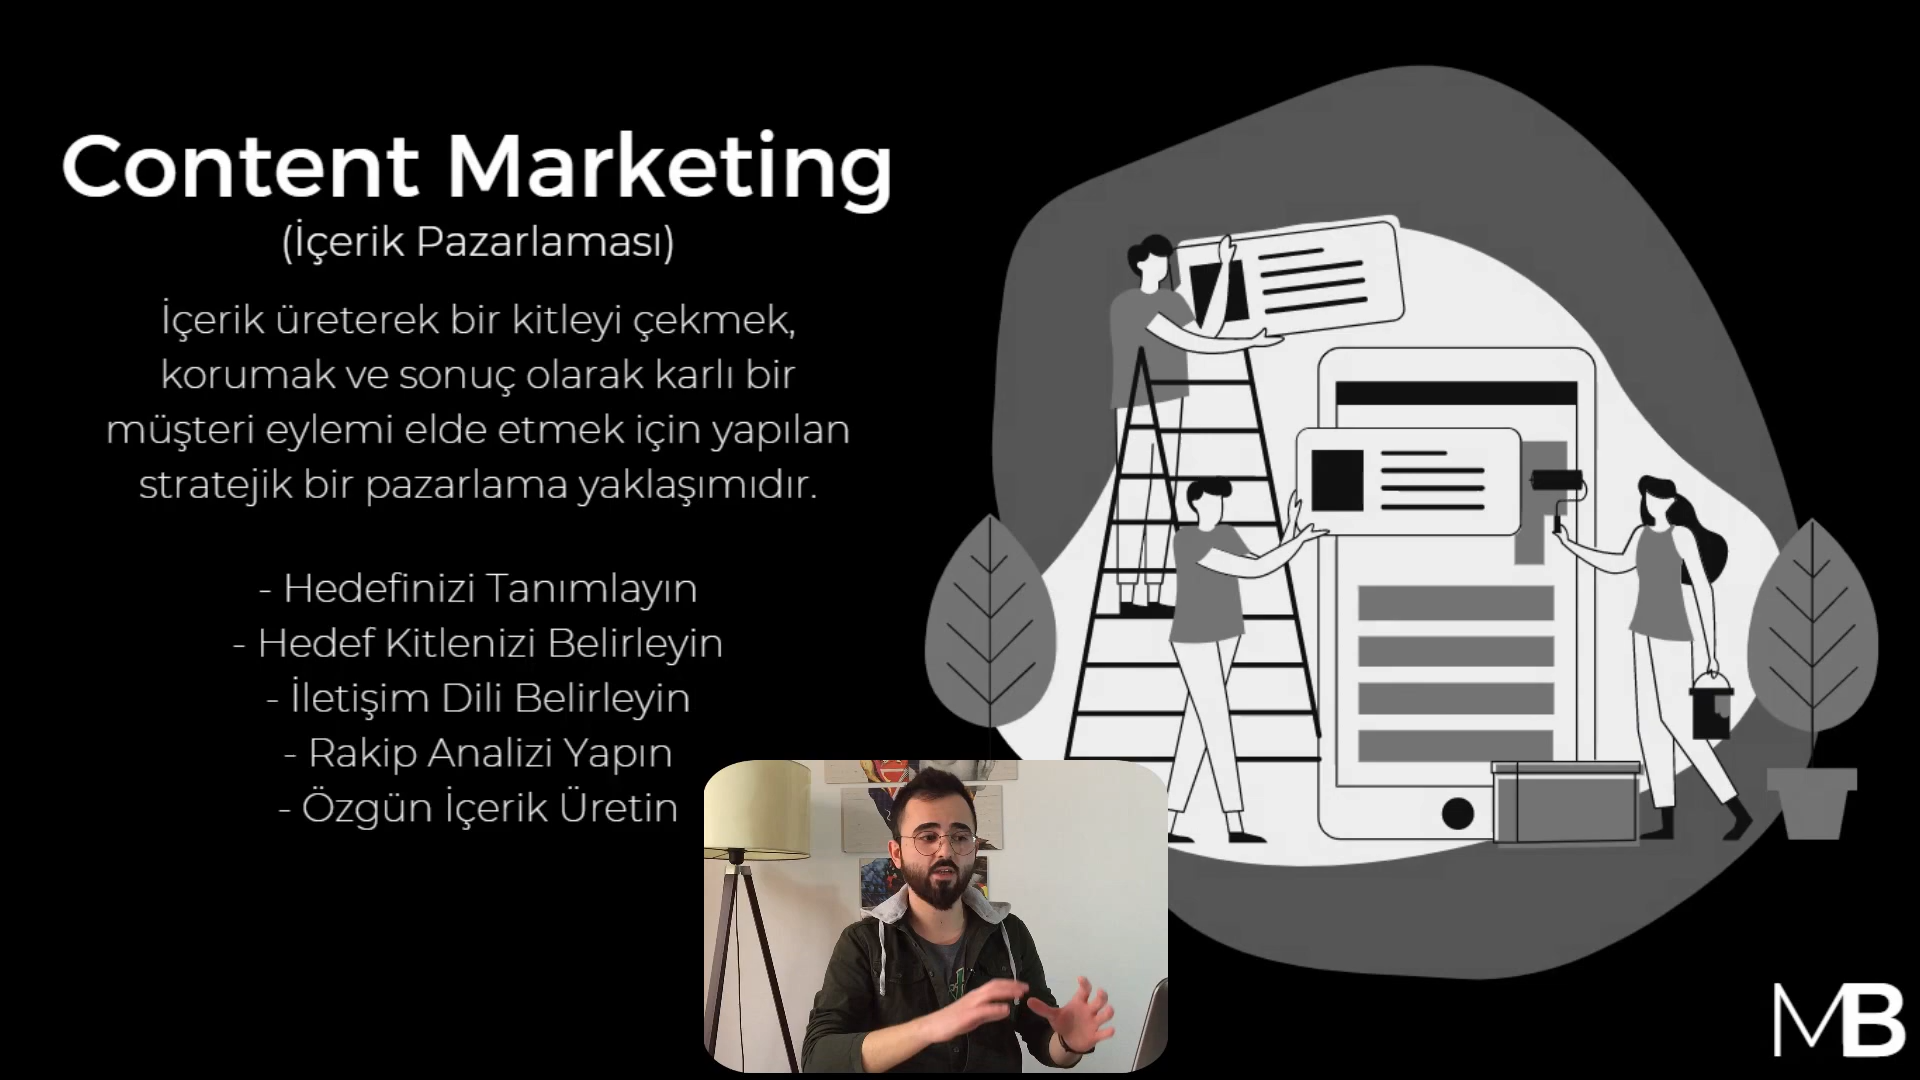 Content Marketing
(İçerik Pazarlaması)
İçerik üreterek bir kitleyi çekmek,
korumak ve sonuç olarak karlı bir
müşteri eylemi elde etmek için yapılan
stratejik bir pazarlama yaklaşımıdır.
- Hedefinizi Tanımlayın
- Hedef Kitlenizi Belirleyin
- İletişim Dili Belirleyin
- Rakip Analizi Yapın
- Özgün İçerik Üretin
MB